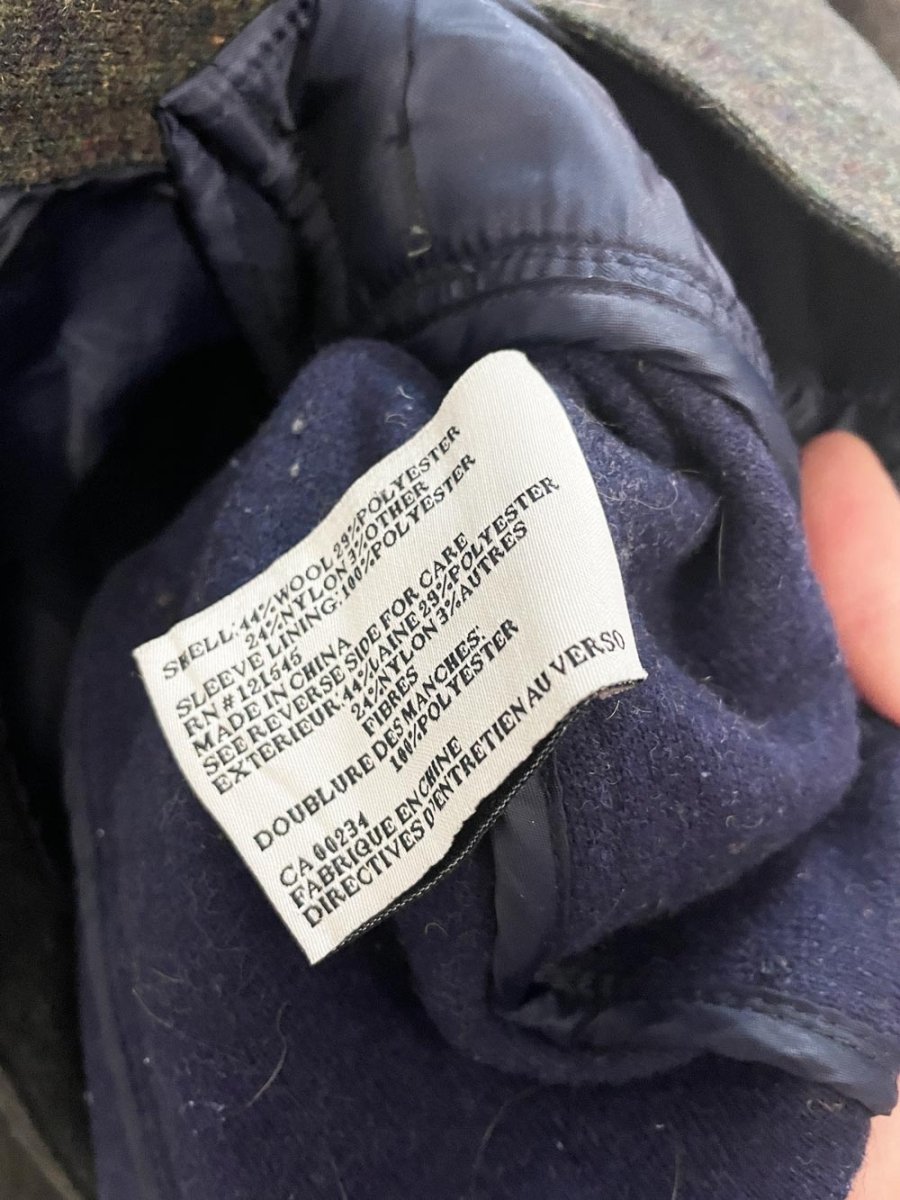 SHELL:44%WOOL 29%POLYESTER
24%NYLON 3%OTHER
SLEEVE LINING:100%POLYESTER
RN# 121545
MADE IN CHINA
SEE REVERSE SIDE FOR CARE
EXTERIEUR:44%LAINE 29%POLYESTER
24%NYLON 3%AUTRES
FIBRES
DOUBLURE DES MANCHES:
100%POLYESTER
CA 00234
FABRIQUE EN CHINE
DIRECTIVES D'ENTRETIEN AU VERSO